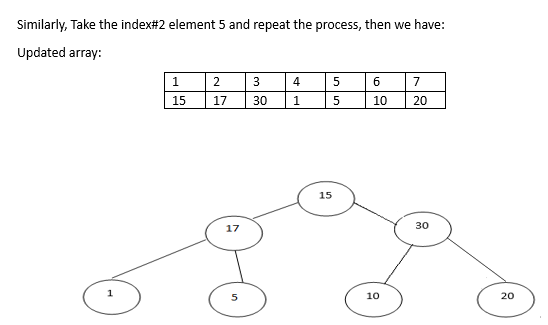 Similarly, Take the index#2 element 5 and repeat the process, then we have:
Updated array:
1 2 3 4 5 6 7
15 17 30 1 5 10 20
15
17
30
1
5
10
20